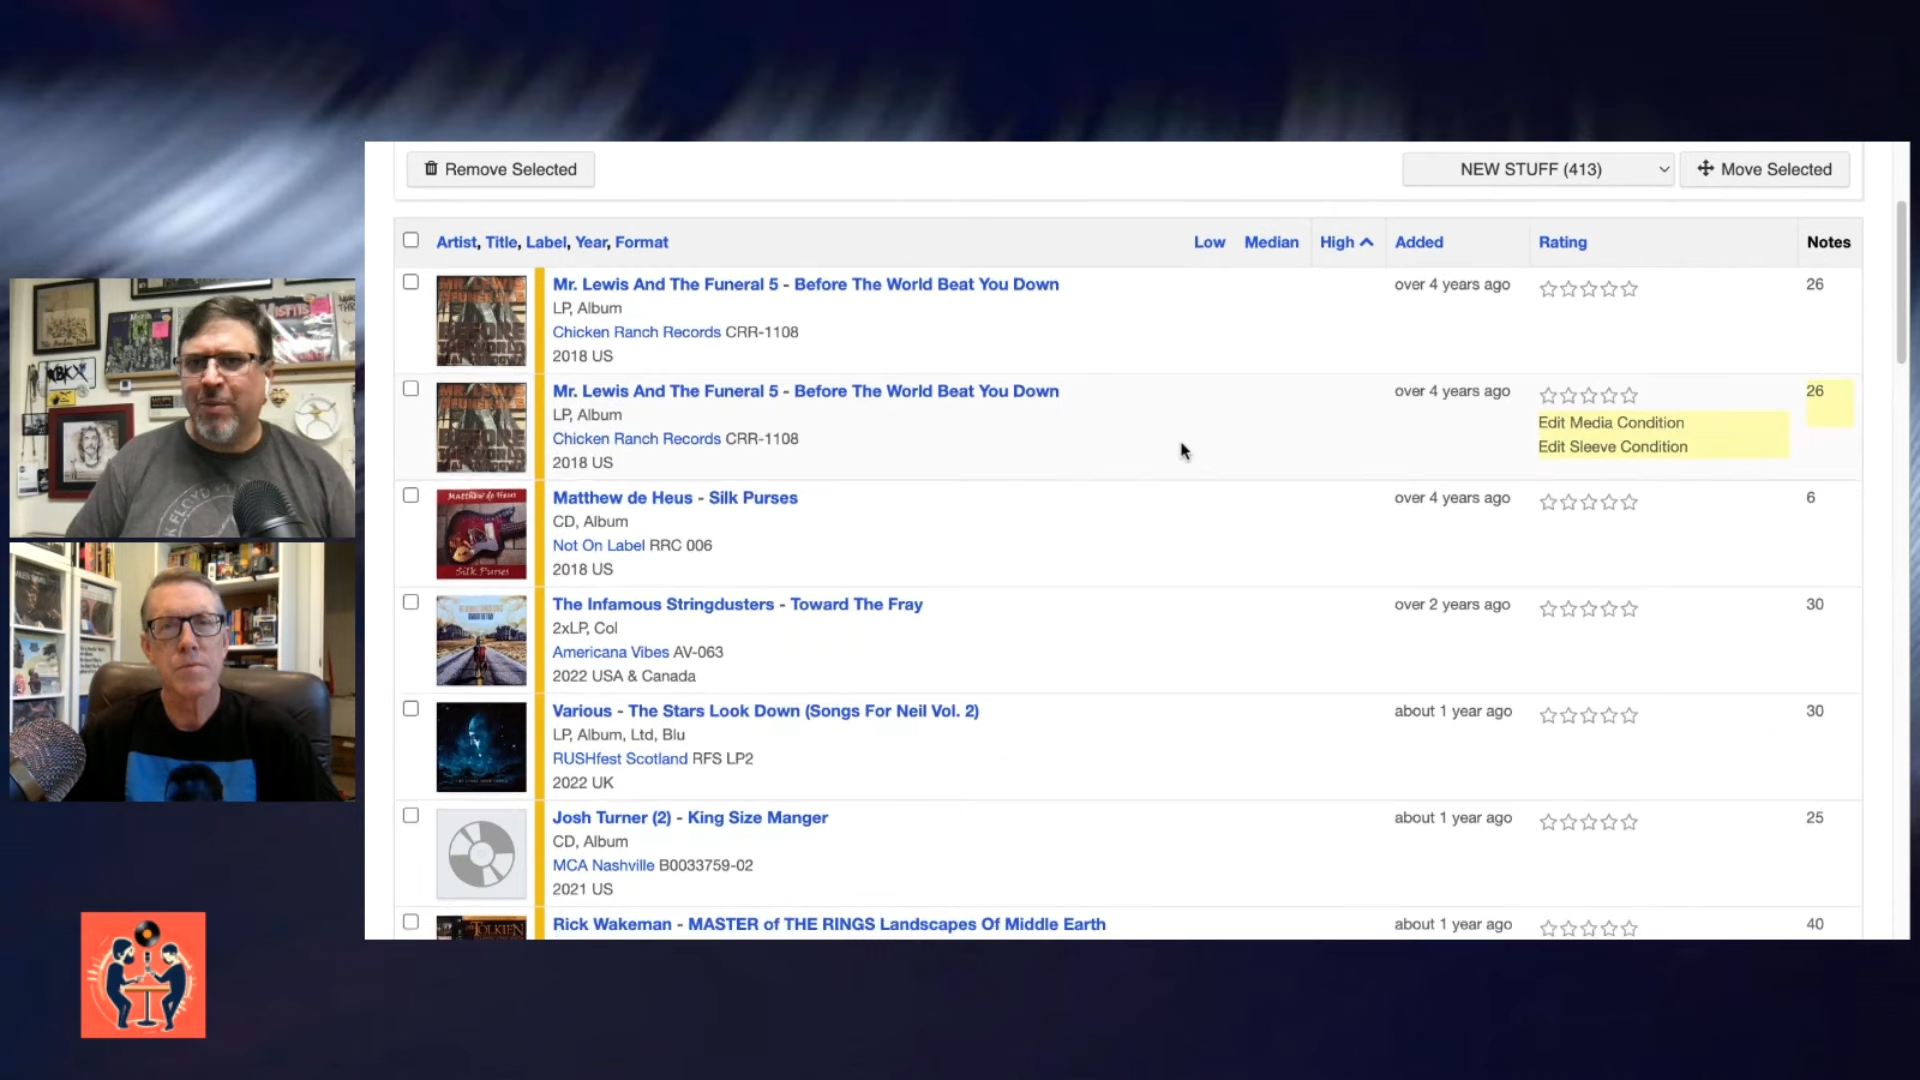 Remove Selected
NEW STUFF (413)
Move Selected
Artist, Title, Label, Year, Format
Low
Median
High
Added
Rating
Notes
Mr. Lewis And The Funeral 5 - Before The World Beat You Down
over 4 years ago
26
LP, Album
Chicken Ranch Records CRR-1108
2018 US
Mr. Lewis And The Funeral 5 - Before The World Beat You Down
over 4 years ago
26
LP, Album
Edit Media Condition
Chicken Ranch Records CRR-1108
Edit Sleeve Condition
2018 US
Matthew de Heus
Silk Purses
Matthew de Heus - Silk Purses
over 4 years ago
6
CD, Album
Not On Label RRC 006
2018 US
The Infamous Stringdusters - Toward The Fray
over 2 years ago
30
2xLP, Col
Americana Vibes AV-063
2022 USA & Canada
Various - The Stars Look Down (Songs For Neil Vol. 2)
about 1 year ago
30
LP, Album, Ltd, Blu
RUSHfest Scotland RFS LP2
2022 UK
Josh Turner (2) - King Size Manger
about 1 year ago
25
CD, Album
MCA Nashville B0033759-02
2021 US
TOLKIEN
Rick Wakeman - MASTER of THE RINGS Landscapes Of Middle Earth
about 1 year ago
40
MISFITS